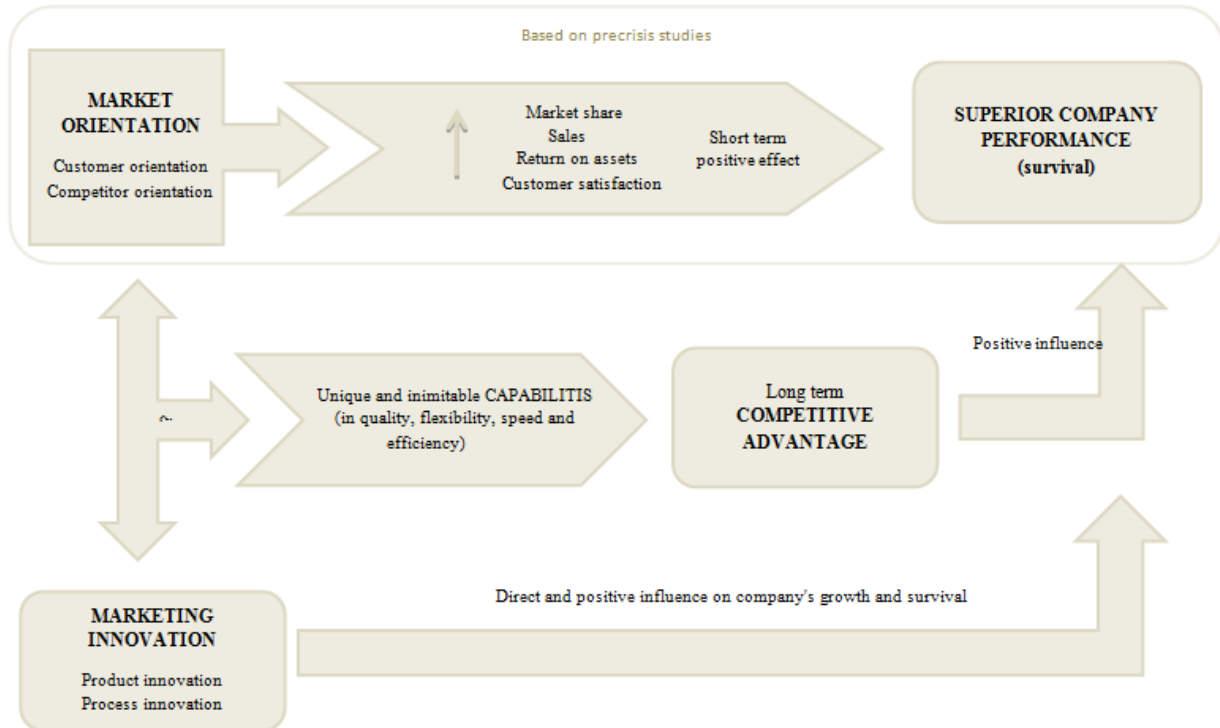 Based on precrisis studies
MARKET
ORIENTATION
Customer orientation
Competitor orientation
Market share
Sales
Return on assets
Customer satisfaction
Short term
positive effect
SUPERIOR COMPANY
PERFORMANCE
(survival)
?
Unique and inimitable CAPABILITIS
(in quality, flexibility, speed and
efficiency)
Long term
COMPETITIVE
ADVANTAGE
Positive influence
MARKETING
INNOVATION
Product innovation
Process innovation
Direct and positive influence on company's growth and survival